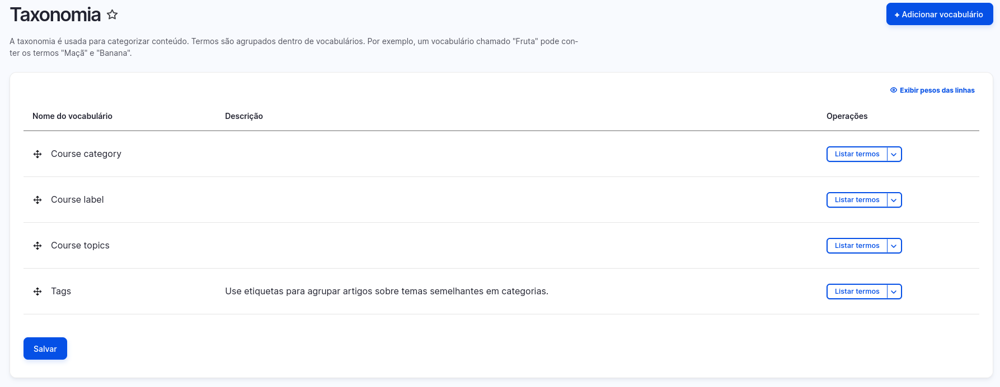 Taxonomia
+ Adicionar vocabulário
A taxonomia é usada para categorizar conteúdo. Termos são agrupados dentro de vocabulários. Por exemplo, um vocabulário chamado "Fruta" pode con-
ter os termos "Maçã" e "Banana".
Exibir pesos das linhas
Nome do vocabulário Descrição Operações
Course category Listar termos
Course label Listar termos
Course topics Listar termos
Tags Use etiquetas para agrupar artigos sobre temas semelhantes em categorias. Listar termos
Salvar